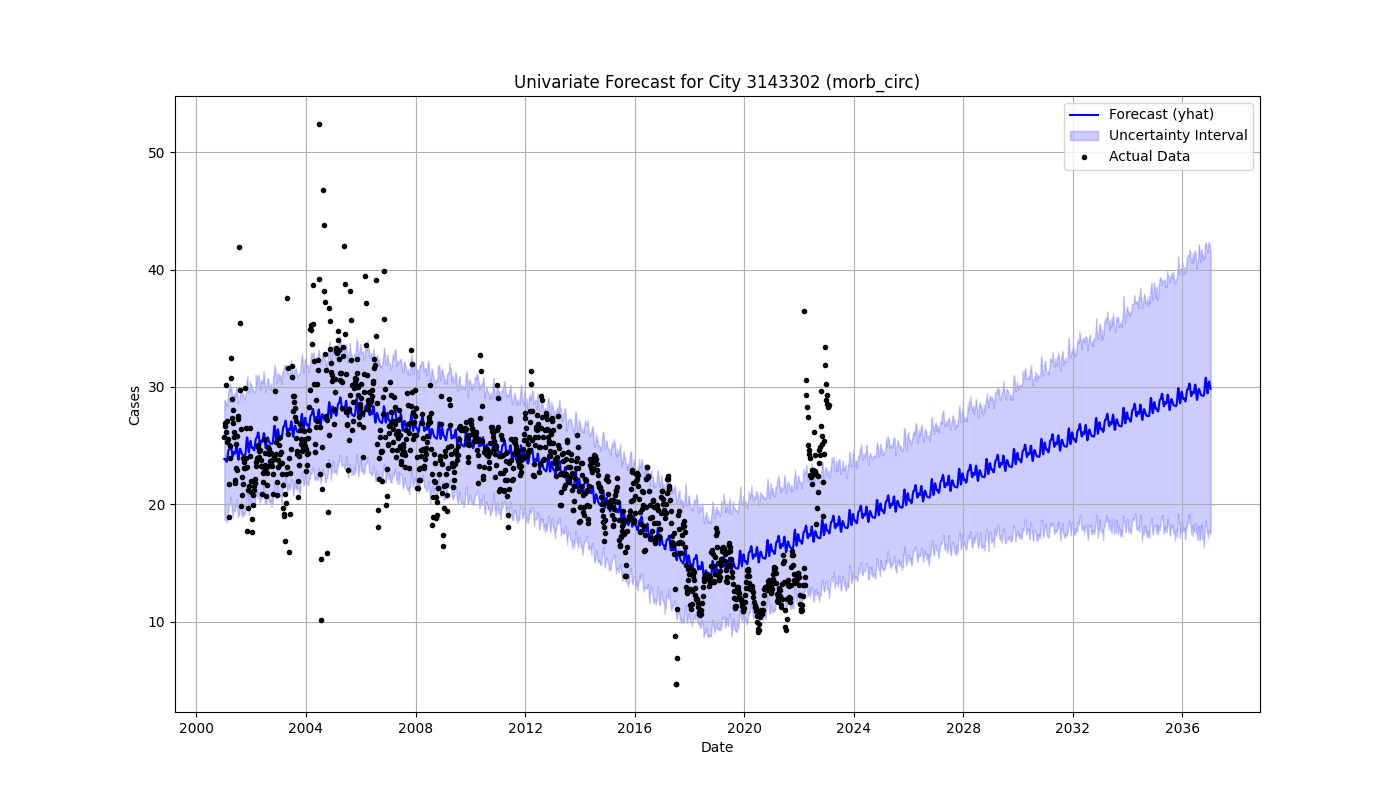 Univariate Forecast for City 3143302 (morb_circ)
Forecast (yhat)
Uncertainty Interval
Actual Data
50
40
30
20
10
Cases
2000 2004 2008 2012 2016 2020 2024 2028 2032 2036
Date